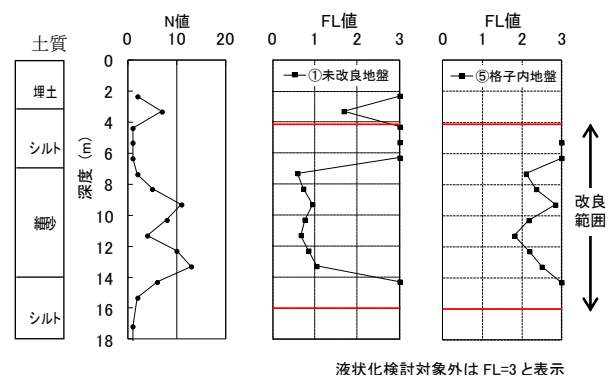 土質
N値
0 10 20
FL値
0 1 2 3
FL値
0 1 2 3
深度 (m)
0
2
4
6
8
10
12
14
16
18
埋土
シルト
細砂
シルト
①未改良地盤
⑤格子内地盤
改良
範囲
液状化検討対象外は FL=3 と表示